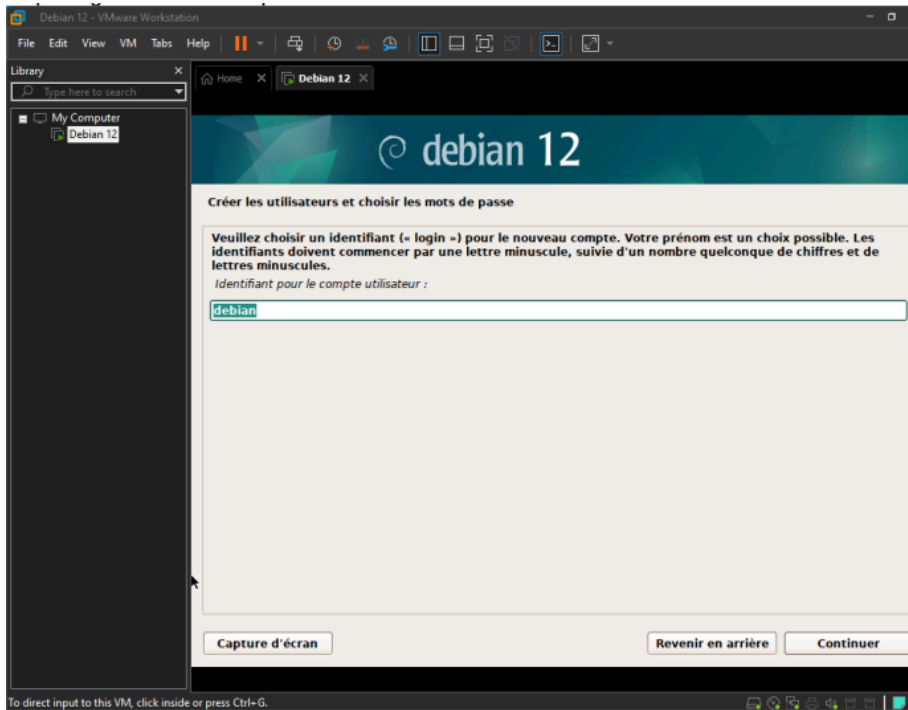 Debian 12 - VMware Workstation
File Edit View VM Tabs Help
Library
Type here to search
My Computer
Debian 12
Home
Debian 12
debian 12
Créer les utilisateurs et choisir les mots de passe
Veuillez choisir un identifiant (« login ») pour le nouveau compte. Votre prénom est un choix possible. Les
identifiants doivent commencer par une lettre minuscule, suivie d'un nombre quelconque de chiffres et de
lettres minuscules.
Identifiant pour le compte utilisateur :
debian
Capture d'écran
Revenir en arrière
Continuer
To direct input to this VM, click inside or press Ctrl+G.